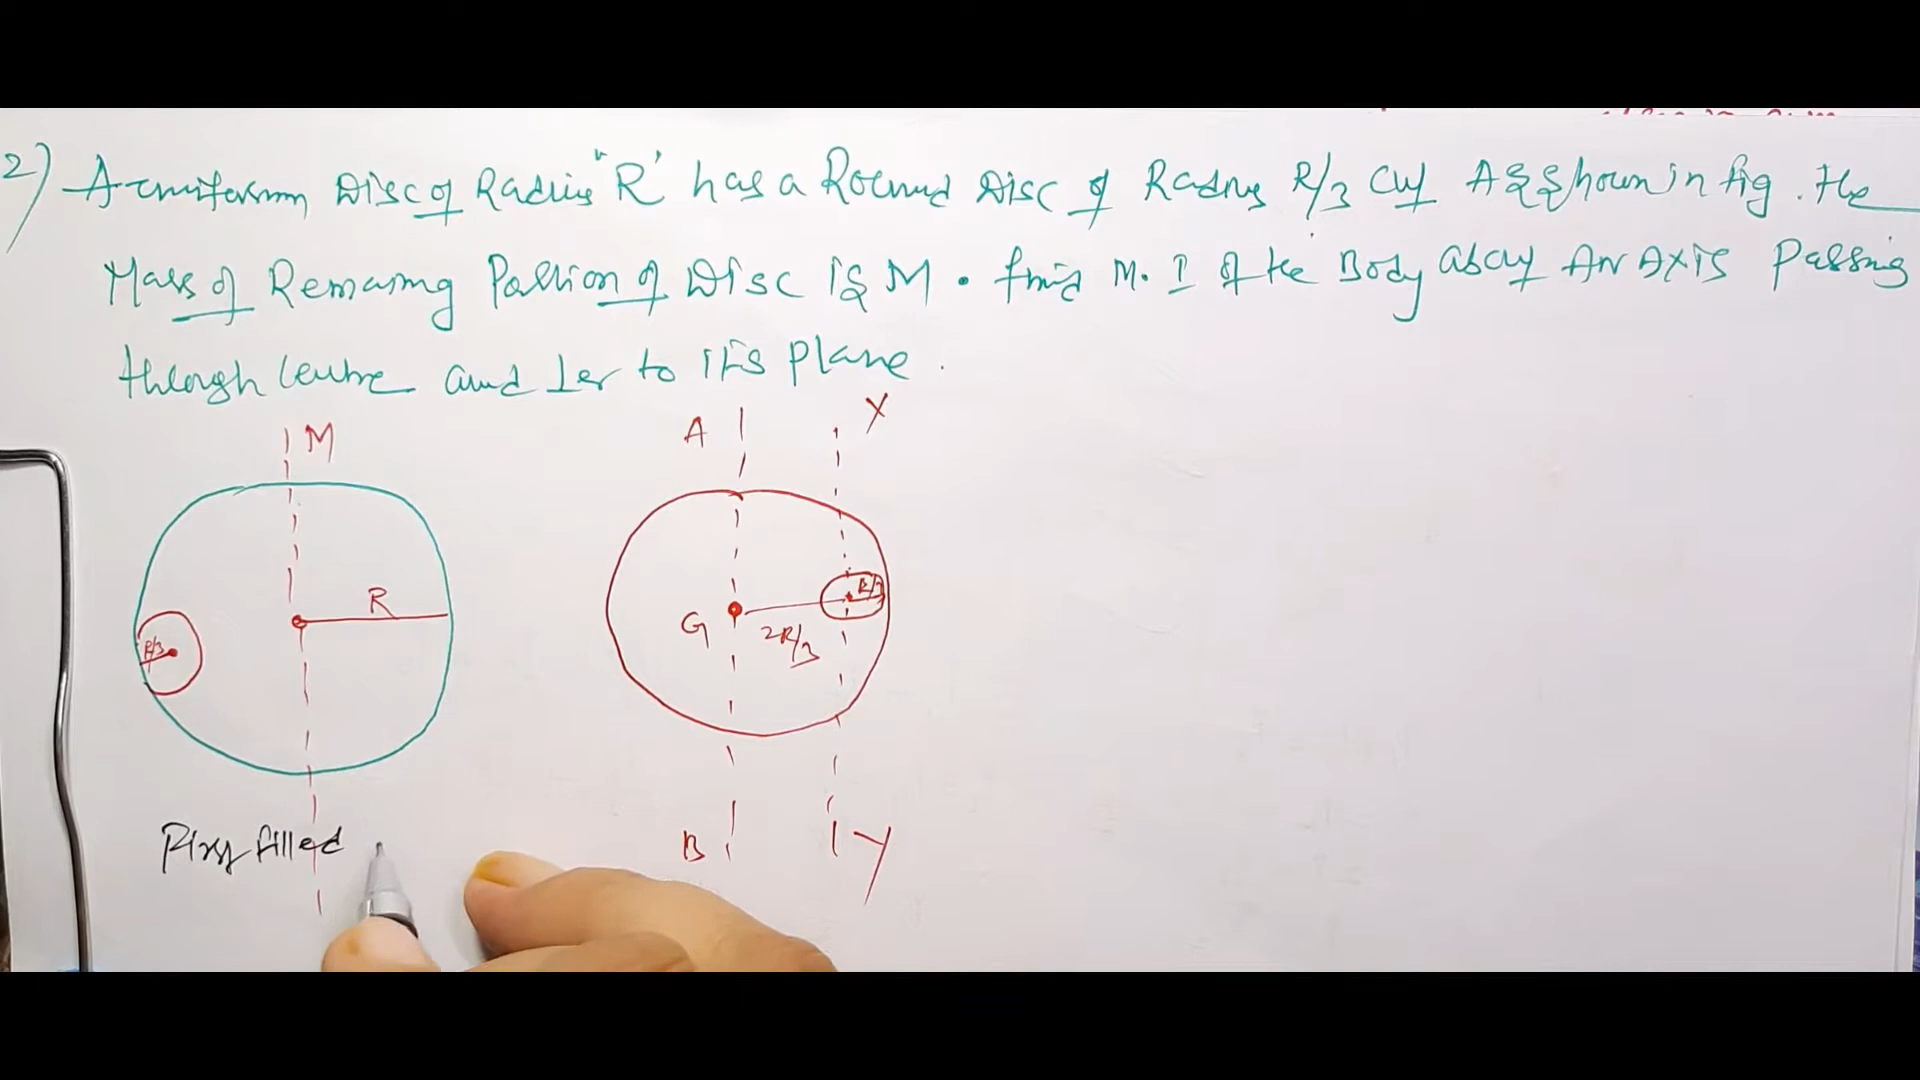 2) A uniform Disc of Radius "R' has a Round Disc of Radius R/3 Cut As shown in fig. the
Mass of Remaing Portion of Disc is M. find M.I of the Body about An Axis Passing
through centre and ⊥er to its plane.
M
R
R/3
A
X
R/3
G
2R/3
B
Y
filled